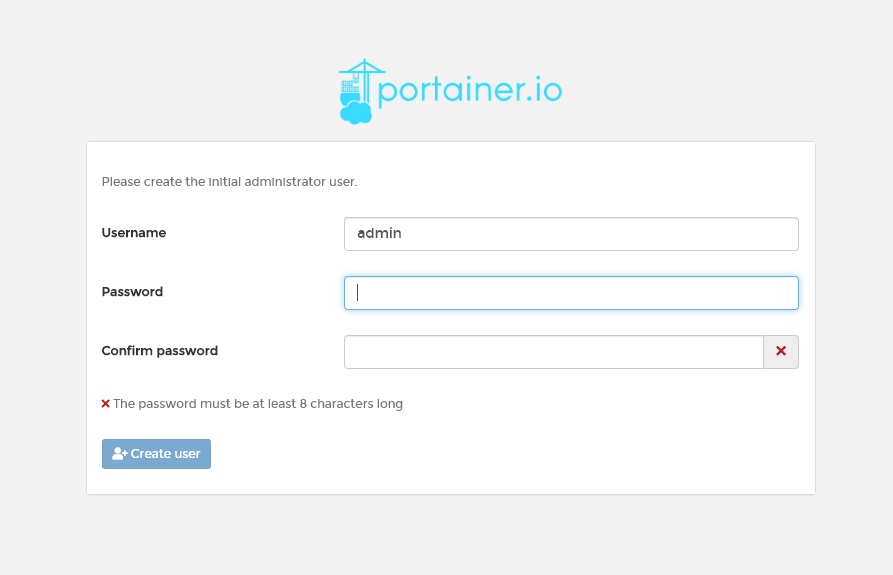 portainer.io
Please create the initial administrator user.
Username
admin
Password
Confirm password
The password must be at least 8 characters long
Create user